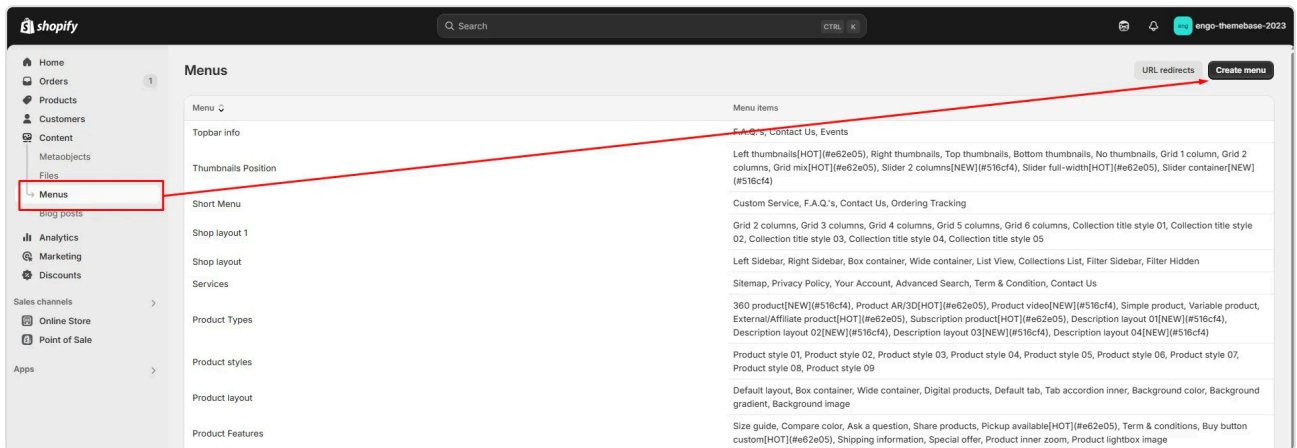 shopify
Search
CTRL K
eng
engo-themebase-2023
Home
Orders
1
Products
Customers
Content
Metaobjects
Files
Menus
Blog posts
Analytics
Marketing
Discounts
Sales channels
Online Store
Point of Sale
Apps
Menus
URL redirects
Create menu
Menu
Menu items
Topbar info
F.A.Q.'s, Contact Us, Events
Thumbnails Position
Left thumbnails[HOT](#e62e05), Right thumbnails, Top thumbnails, Bottom thumbnails, No thumbnails, Grid 1 column, Grid 2
columns, Grid mix[HOT](#e62e05), Slider 2 columns[NEW](#516cf4), Slider full-width[HOT](#e62e05), Slider container[NEW]
(#516cf4)
Short Menu
Custom Service, F.A.Q.'s, Contact Us, Ordering Tracking
Shop layout 1
Grid 2 columns, Grid 3 columns, Grid 4 columns, Grid 5 columns, Grid 6 columns, Collection title style 01, Collection title style
02, Collection title style 03, Collection title style 04, Collection title style 05
Shop layout
Left Sidebar, Right Sidebar, Box container, Wide container, List View, Collections List, Filter Sidebar, Filter Hidden
Services
Sitemap, Privacy Policy, Your Account, Advanced Search, Term & Condition, Contact Us
Product Types
360 product[NEW](#516cf4), Product AR/3D[HOT](#e62e05), Product video[NEW](#516cf4), Simple product, Variable product,
External/Affiliate product[HOT](#e62e05), Subscription product[HOT](#e62e05), Description layout 01[NEW](#516cf4),
Description layout 02[NEW](#516cf4), Description layout 03[NEW](#516cf4), Description layout 04[NEW](#516cf4)
Product styles
Product style 01, Product style 02, Product style 03, Product style 04, Product style 05, Product style 06, Product style 07,
Product style 08, Product style 09
Product layout
Default layout, Box container, Wide container, Digital products, Default tab, Tab accordion inner, Background color, Background
gradient, Background image
Product Features
Size guide, Compare color, Ask a question, Share products, Pickup available[HOT](#e62e05), Term & conditions, Buy button
custom[HOT](#e62e05), Shipping information, Special offer, Product inner zoom, Product lightbox image